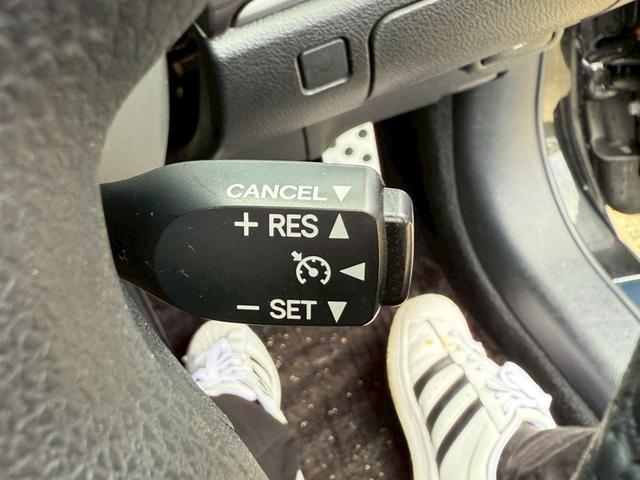 CANCEL ▼
+ RES ▲
◀
− SET ▼